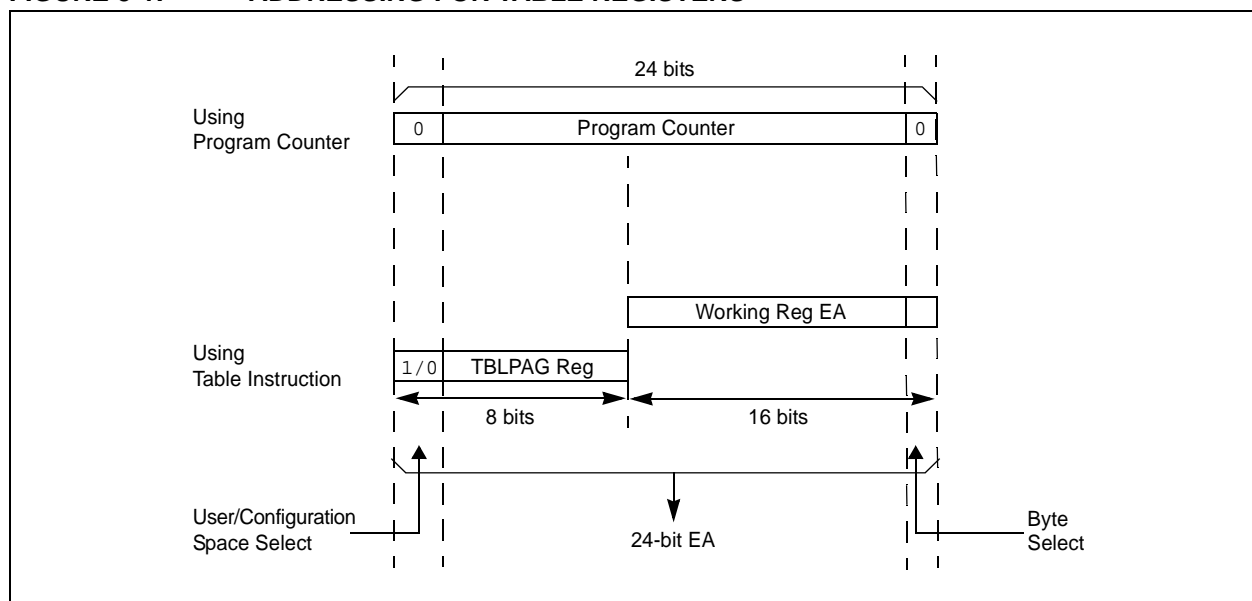 24 bits
Using
Program Counter
0
Program Counter
0
Working Reg EA
Using
Table Instruction
1/0
TBLPAG Reg
8 bits
16 bits
User/Configuration
Space Select
24-bit EA
Byte
Select